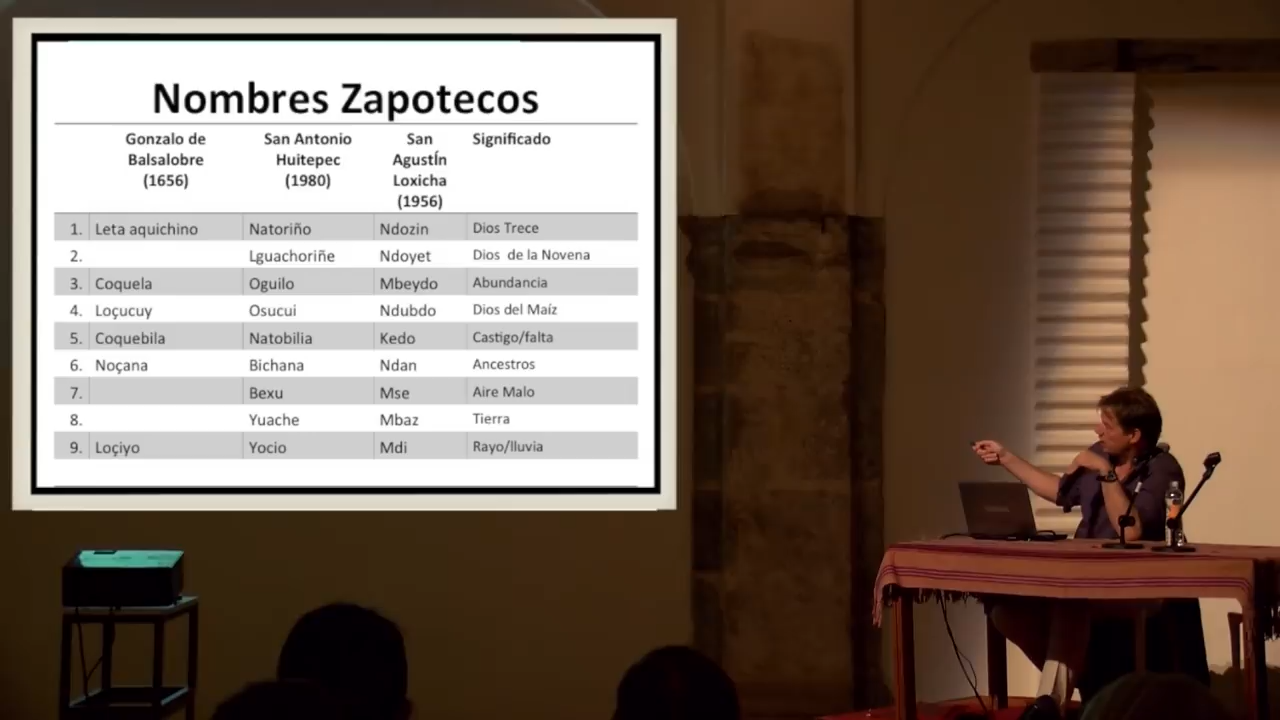 Nombres Zapotecos
Gonzalo de Balsalobre (1656) San Antonio Huitepec (1980) San AgustÍn Loxicha (1956) Significado
1. Leta aquichino Natoriño Ndozin Dios Trece
2. Lguachoriñe Ndoyet Dios de la Novena
3. Coquela Oguilo Mbeydo Abundancia
4. Loçucuy Osucui Ndubdo Dios del Maíz
5. Coquebila Natobilia Kedo Castigo/falta
6. Noçana Bichana Ndan Ancestros
7. Bexu Mse Aire Malo
8. Yuache Mbaz Tierra
9. Loçiyo Yocio Mdi Rayo/lluvia